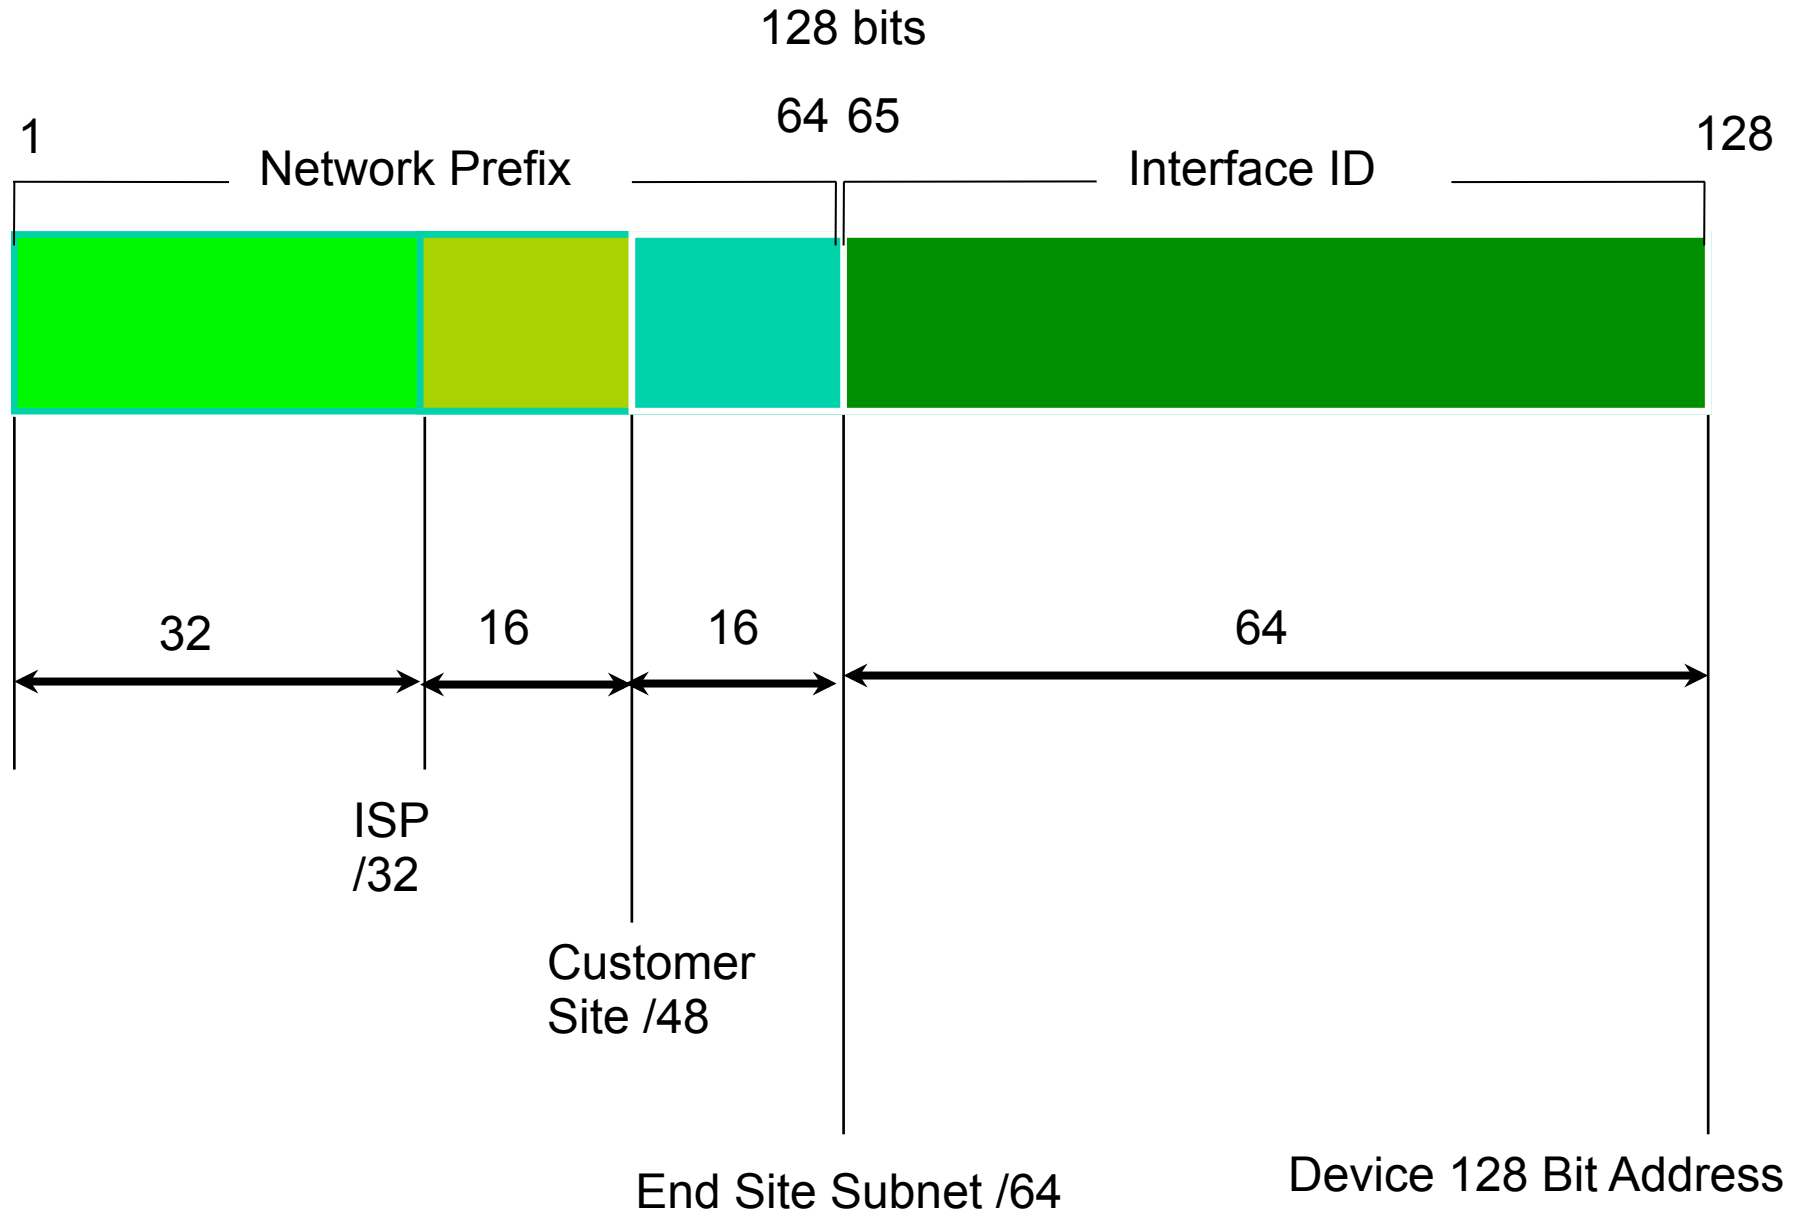 128 bits
64 65
1
128
Network Prefix
Interface ID
32
16
16
64
ISP
/32
Customer
Site /48
End Site Subnet /64
Device 128 Bit Address